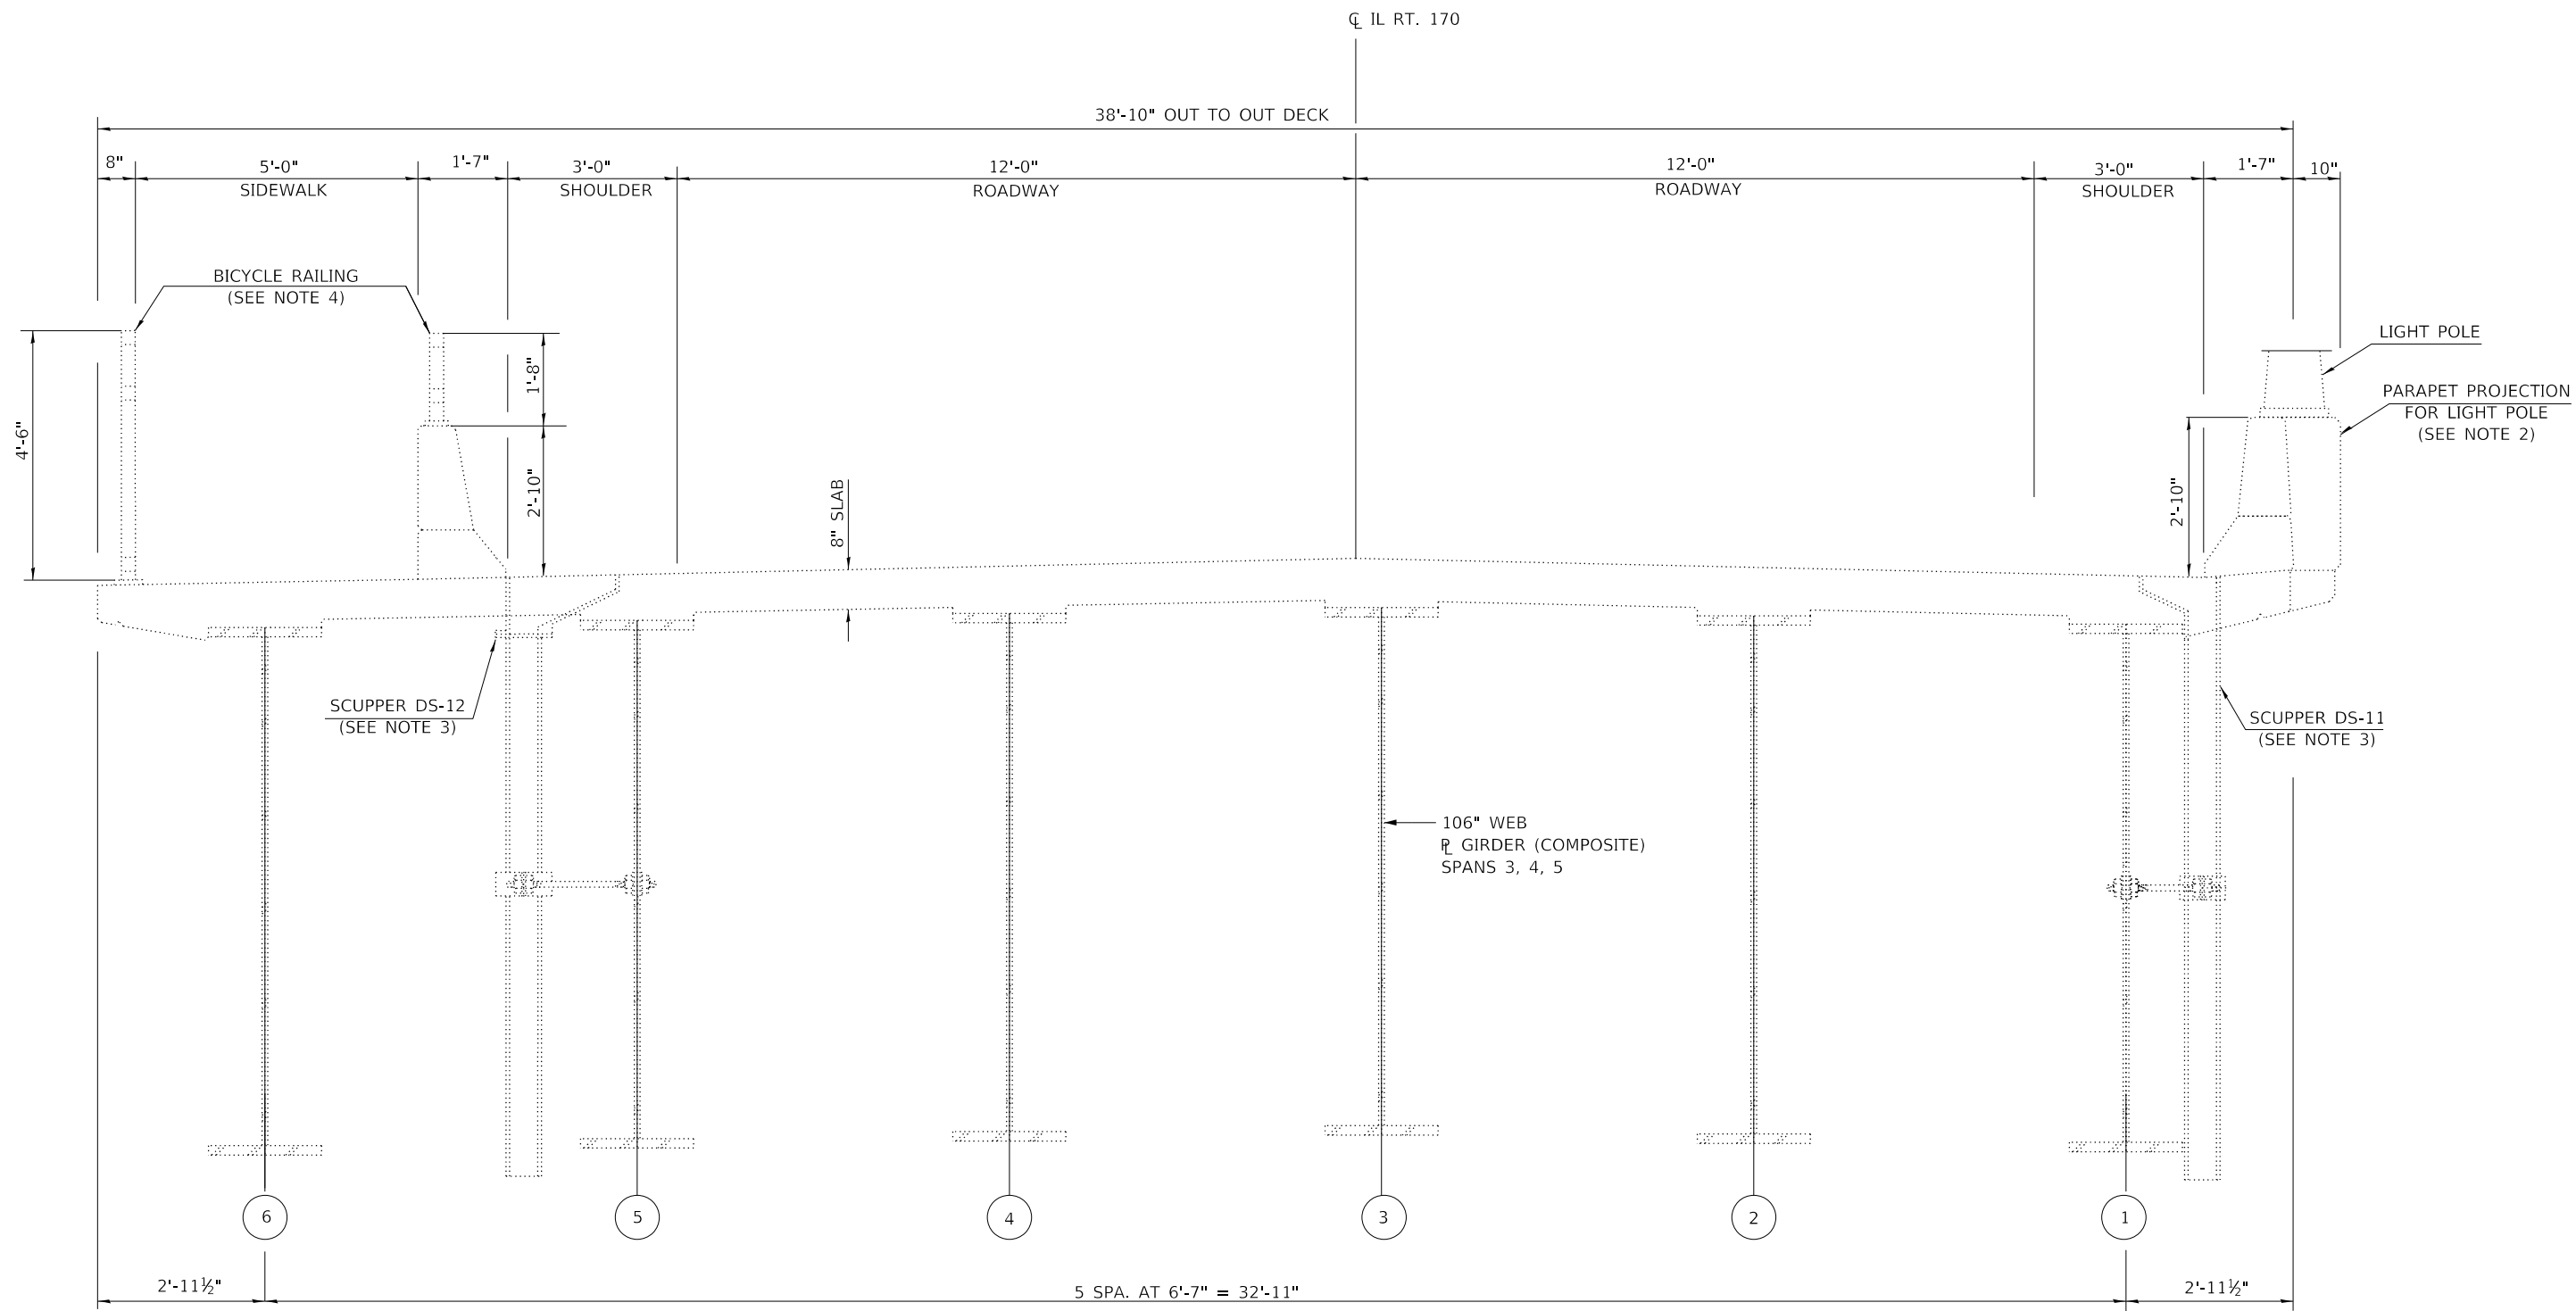 ℄ IL RT. 170
38'-10" OUT TO OUT DECK
8"
5'-0"
SIDEWALK
1'-7"
3'-0"
SHOULDER
12'-0"
ROADWAY
12'-0"
ROADWAY
3'-0"
SHOULDER
1'-7"
10"
BICYCLE RAILING
(SEE NOTE 4)
4'-6"
1'-8"
2'-10"
8" SLAB
2'-10"
LIGHT POLE
PARAPET PROJECTION
FOR LIGHT POLE
(SEE NOTE 2)
SCUPPER DS-12
(SEE NOTE 3)
SCUPPER DS-11
(SEE NOTE 3)
106" WEB
PL GIRDER (COMPOSITE)
SPANS 3, 4, 5
6
5
4
3
2
1
2'-11½"
5 SPA. AT 6'-7" = 32'-11"
2'-11½"